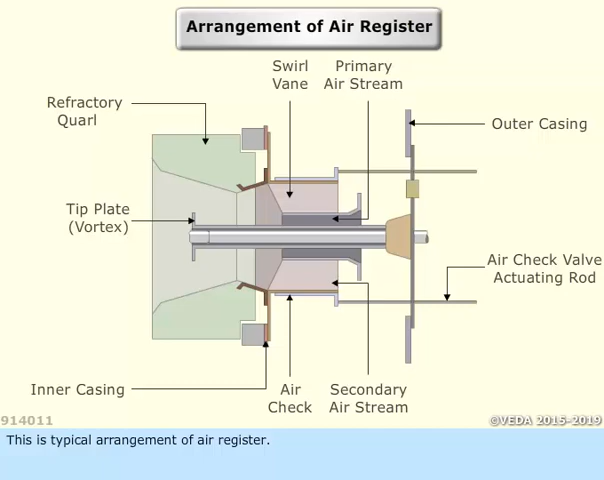 Arrangement of Air Register
Swirl
Vane
Primary
Air Stream
Refractory
Quarl
Outer Casing
Tip Plate
(Vortex)
Air Check Valve
Actuating Rod
Inner Casing
Air
Check
Secondary
Air Stream
914011
©VEDA 2015-2019
This is typical arrangement of air register.